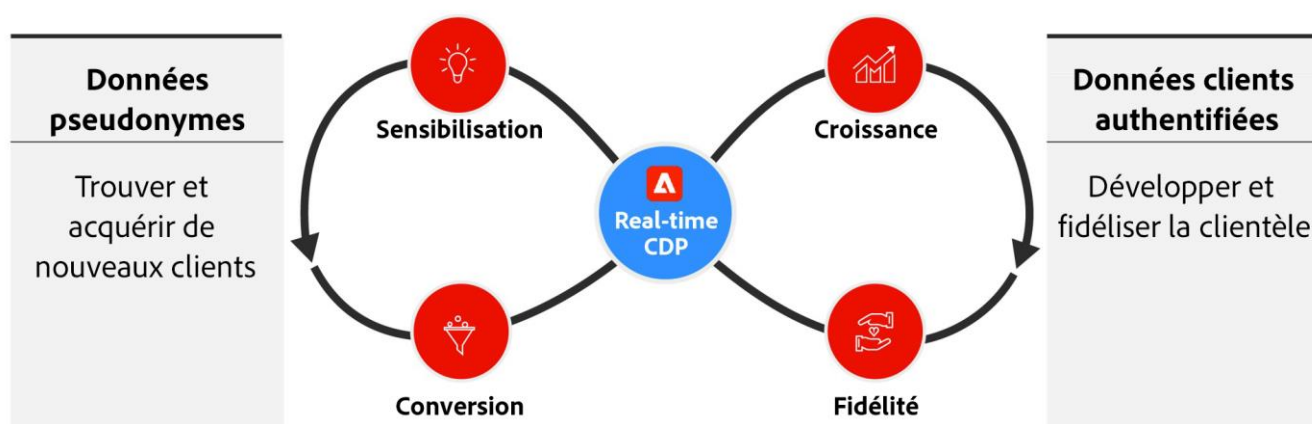 Données
pseudonymes
Trouver et
acquérir de
nouveaux clients
Sensibilisation
Conversion
Real-time
CDP
Croissance
Fidélité
Données clients
authentifiées
Développer et
fidéliser la clientèle